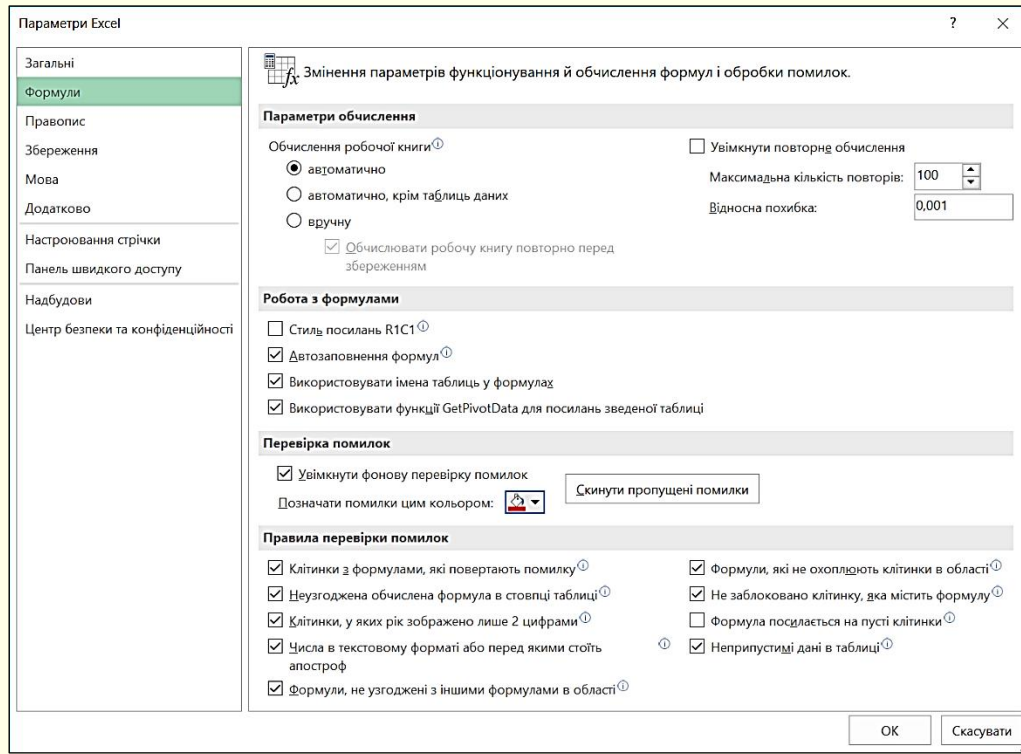 Параметри Excel
?
Загальні
Формули
Правопис
Збереження
Мова
Додатково
Настроювання стрічки
Панель швидкого доступу
Надбудови
Центр безпеки та конфіденційності
Змінення параметрів функціонування й обчислення формул і обробки помилок.
Параметри обчислення
Обчислення робочої книги
автоматично
автоматично, крім таблиць даних
вручну
Обчислювати робочу книгу повторно перед
збереженням
Увімкнути повторне обчислення
Максимальна кількість повторів: 100
Відносна похибка: 0,001
Робота з формулами
Стиль посилань R1C1
Автозаповнення формул
Використовувати імена таблиць у формулах
Використовувати функції GetPivotData для посилань зведеної таблиці
Перевірка помилок
Увімкнути фонову перевірку помилок
Позначати помилки цим кольором:
Скинути пропущені помилки
Правила перевірки помилок
Клітинки з формулами, які повертають помилку
Неузгоджена обчислена формула в стовпці таблиці
Клітинки, у яких рік зображено лише 2 цифрами
Числа в текстовому форматі або перед якими стоїть
апостроф
Формули, не узгоджені з іншими формулами в області
Формули, які не охоплюють клітинки в області
Не заблоковано клітинку, яка містить формулу
Формула посилається на пусті клітинки
Неприпустимі дані в таблиці
ОК
Скасувати